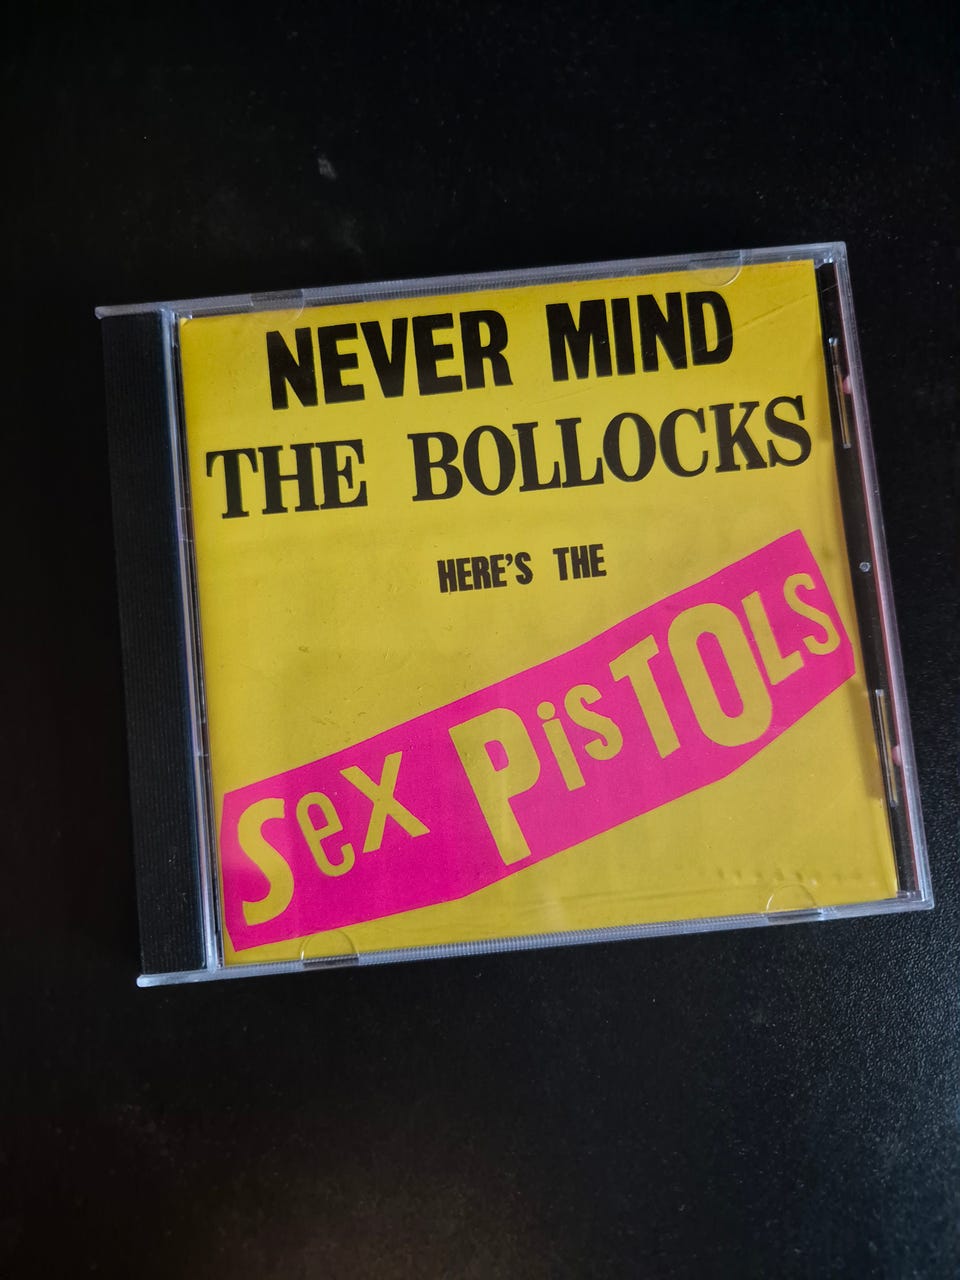 NEVER MIND
THE BOLLOCKS
HERE'S THE
Sex PiSTOLS